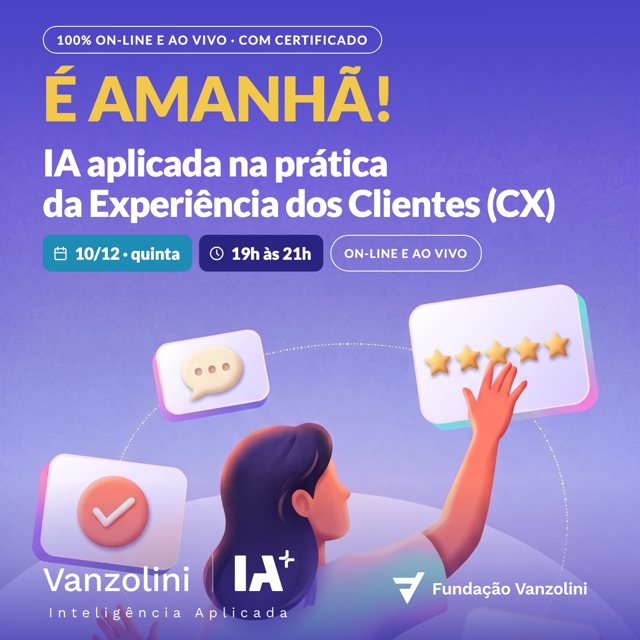 100% ON-LINE E AO VIVO · COM CERTIFICADO
É AMANHÃ!
IA aplicada na prática
da Experiência dos Clientes (CX)
10/12 · quinta
19h às 21h
ON-LINE E AO VIVO
Vanzolini
IA+
Inteligência Aplicada
Fundação Vanzolini